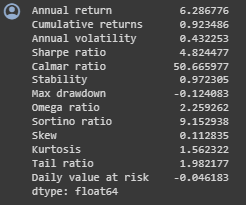 Annual return 6.286776
Cumulative returns 0.923486
Annual volatility 0.432253
Sharpe ratio 4.824477
Calmar ratio 50.665977
Stability 0.972305
Max drawdown -0.124083
Omega ratio 2.259262
Sortino ratio 9.152938
Skew 0.112835
Kurtosis 1.562322
Tail ratio 1.982177
Daily value at risk -0.046183
dtype: float64